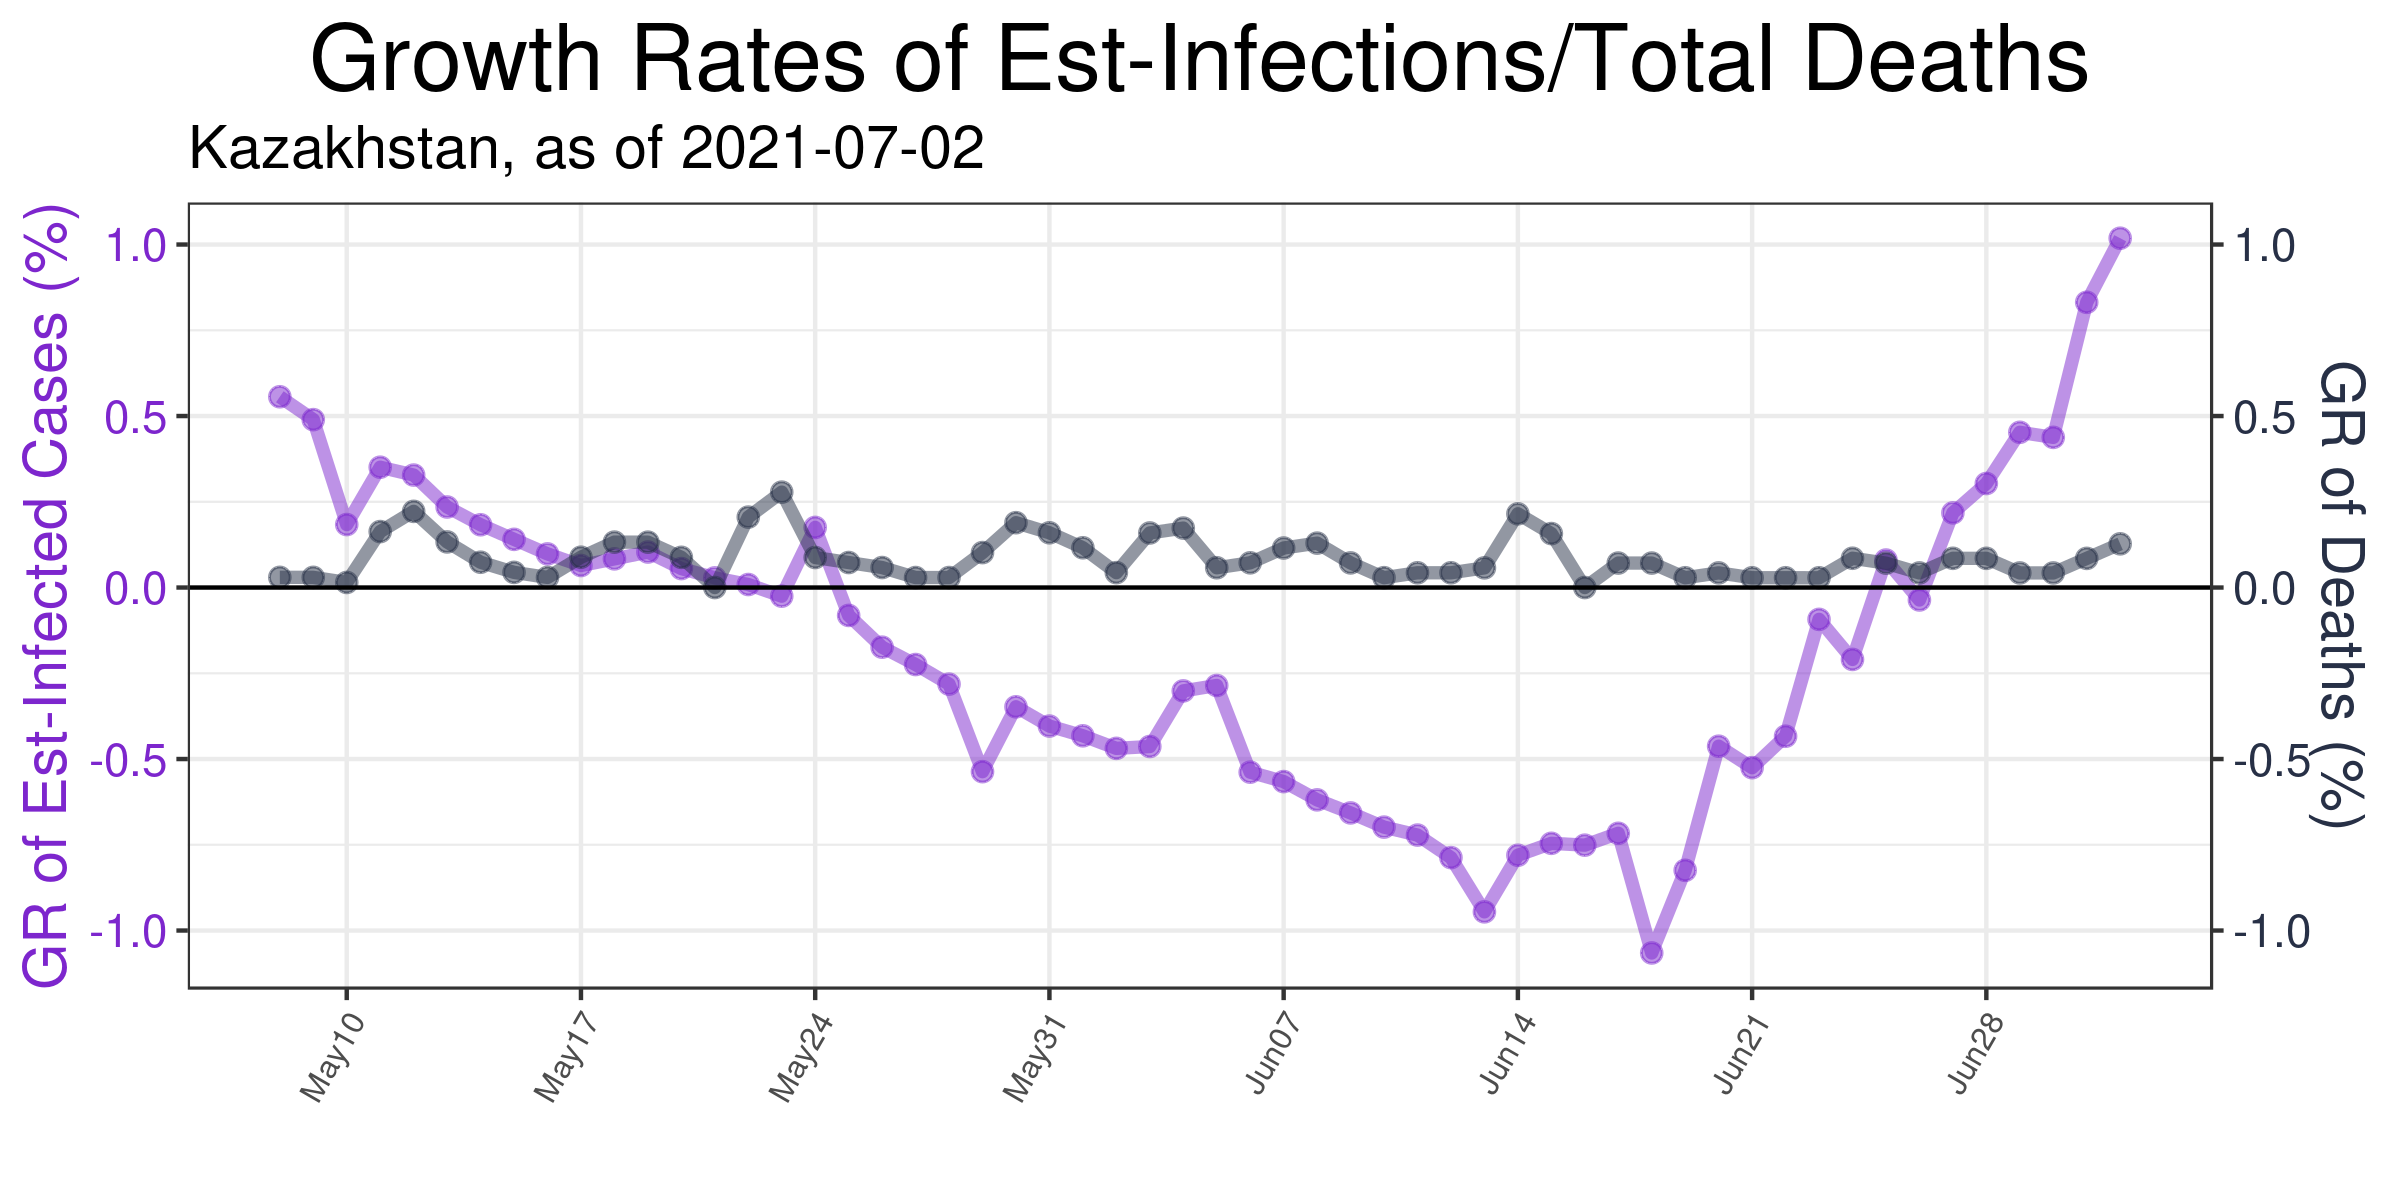 Growth Rates of Est-Infections/Total Deaths
Kazakhstan, as of 2021-07-02
GR of Est-Infected Cases (%)
1.0
0.5
0.0
-0.5
-1.0
1.0
0.5
0.0
-0.5
-1.0
GR of Deaths (%)
May10
May17
May24
May31
Jun07
Jun14
Jun21
Jun28